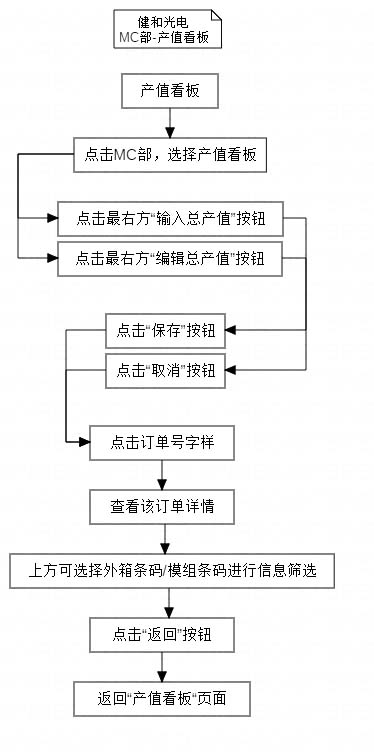 健和光电
MC部-产值看板
产值看板
点击MC部，选择产值看板
点击最右方“输入总产值”按钮
点击最右方“编辑总产值”按钮
点击“保存”按钮
点击“取消”按钮
点击订单号字样
查看该订单详情
上方可选择外箱条码/模组条码进行信息筛选
点击“返回”按钮
返回“产值看板“页面